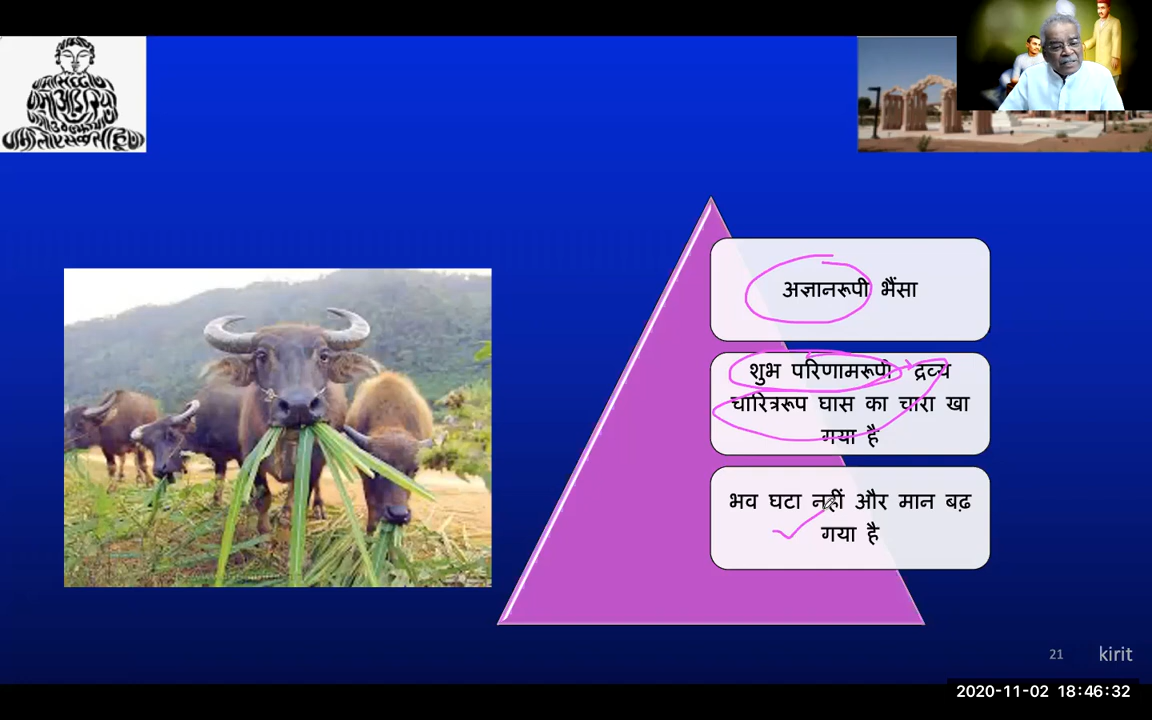 अज्ञानरूपी भैंसा
शुभ परिणामरूपी द्रव्य
चारित्ररूप घास का चारा खा
गया है
भव घटा नहीं और मान बढ़
गया है
21
kirit
2020-11-02 18:46:32